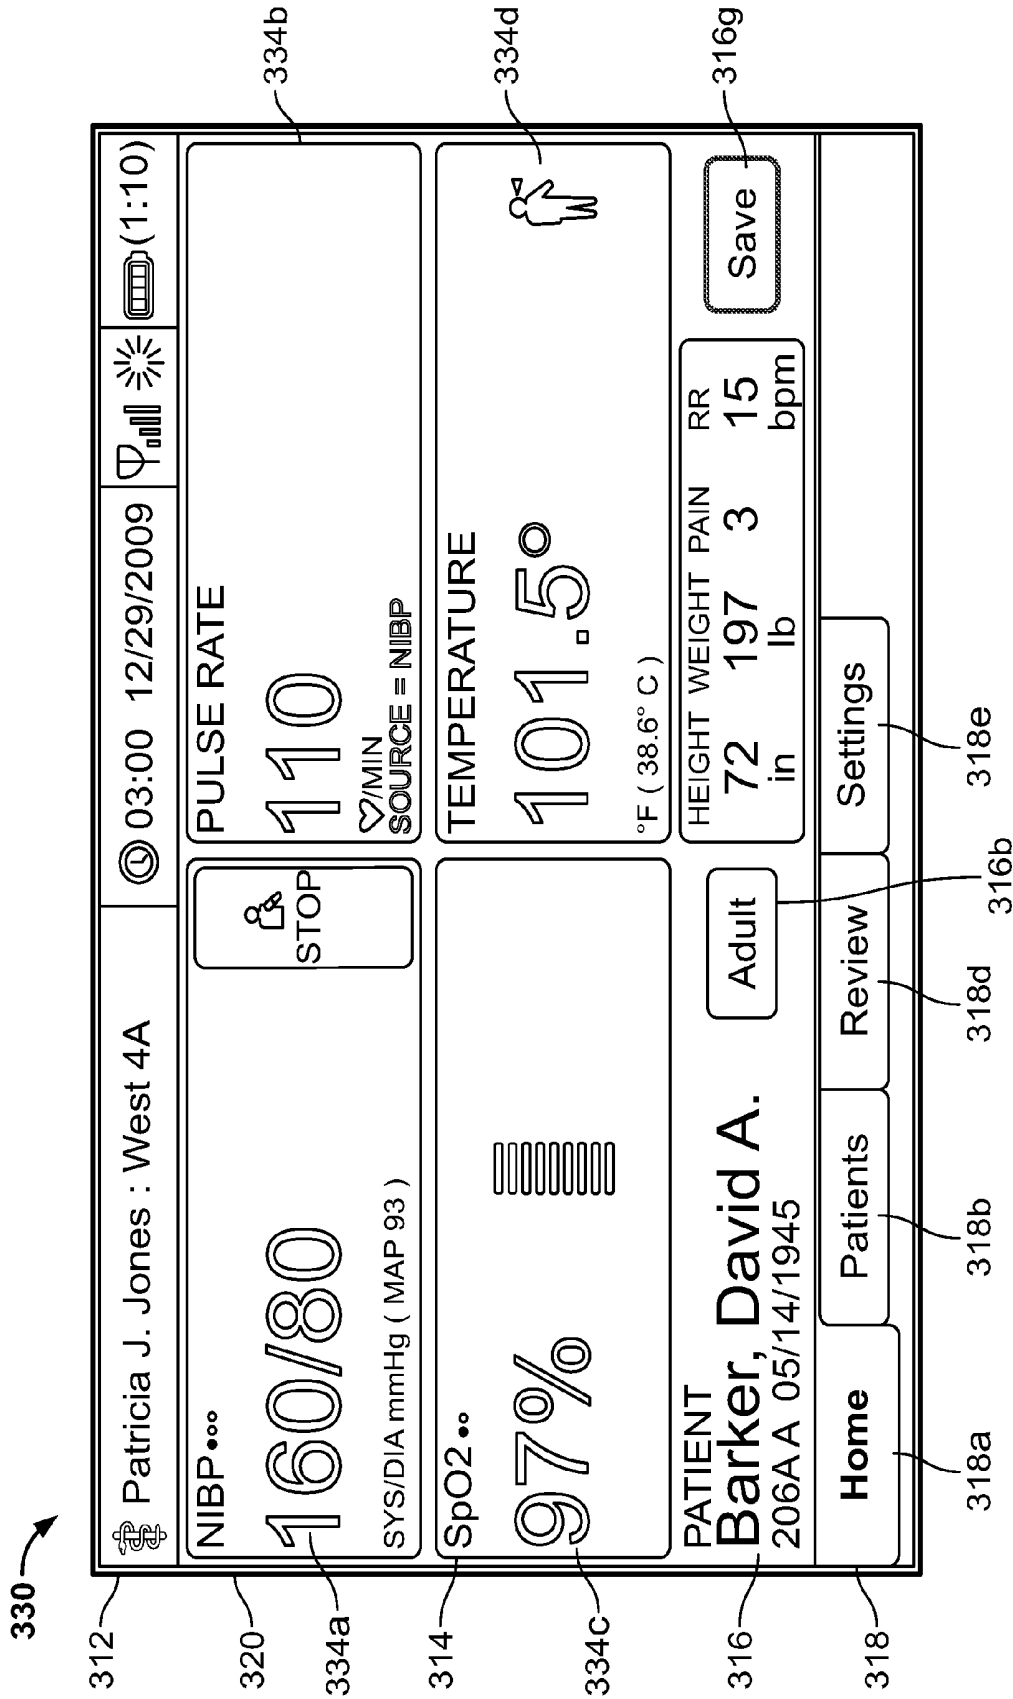 330
312
320
334a
314
334c
316
318
Patricia J. Jones : West 4A
03:00 12/29/2009
(1:10)
NIBP
160/80
SYS/DIA mmHg ( MAP 93 )
STOP
PULSE RATE
110
/MIN
SOURCE = NIBP
SpO2
97%
TEMPERATURE
101.5°
°F ( 38.6° C )
PATIENT
Barker, David A.
206A A 05/14/1945
Adult
HEIGHT WEIGHT PAIN RR
72 197 3 15
in lb bpm
Save
Home
Patients
Review
Settings
334b
334d
316g
318a
318b
318d
316b
318e